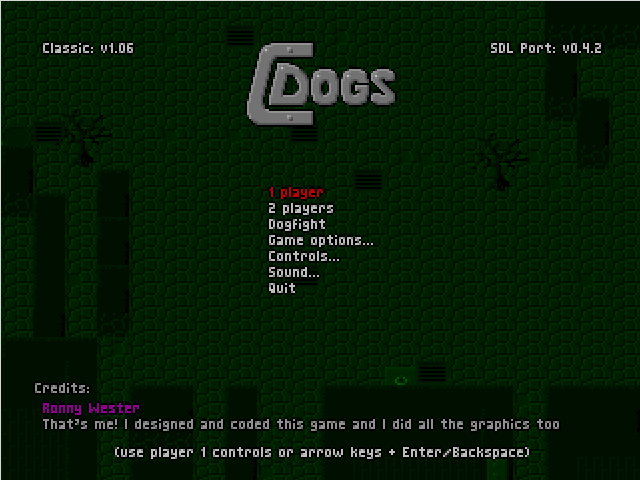 Classic: v1.06
SDL Port: v0.4.2
C DOGS
1 player
2 players
Dogfight
Game options...
Controls...
Sound...
Quit
Credits:
Ronny Wester
That's me! I designed and coded this game and I did all the graphics too
(use player 1 controls or arrow keys + Enter/Backspace)